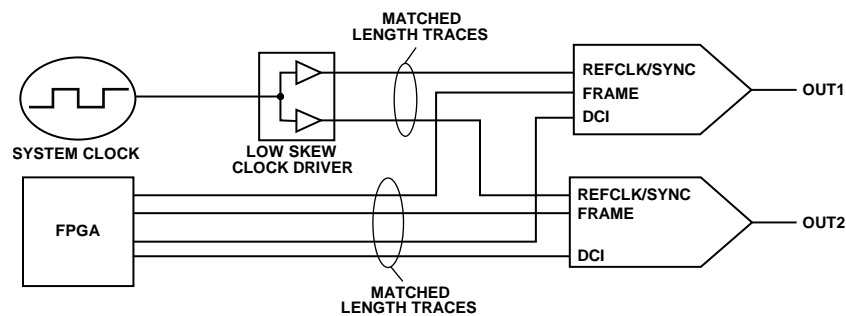 MATCHED
LENGTH TRACES
SYSTEM CLOCK
LOW SKEW
CLOCK DRIVER
REFCLK/SYNC
FRAME
DCI
OUT1
FPGA
REFCLK/SYNC
FRAME
DCI
OUT2
MATCHED
LENGTH TRACES